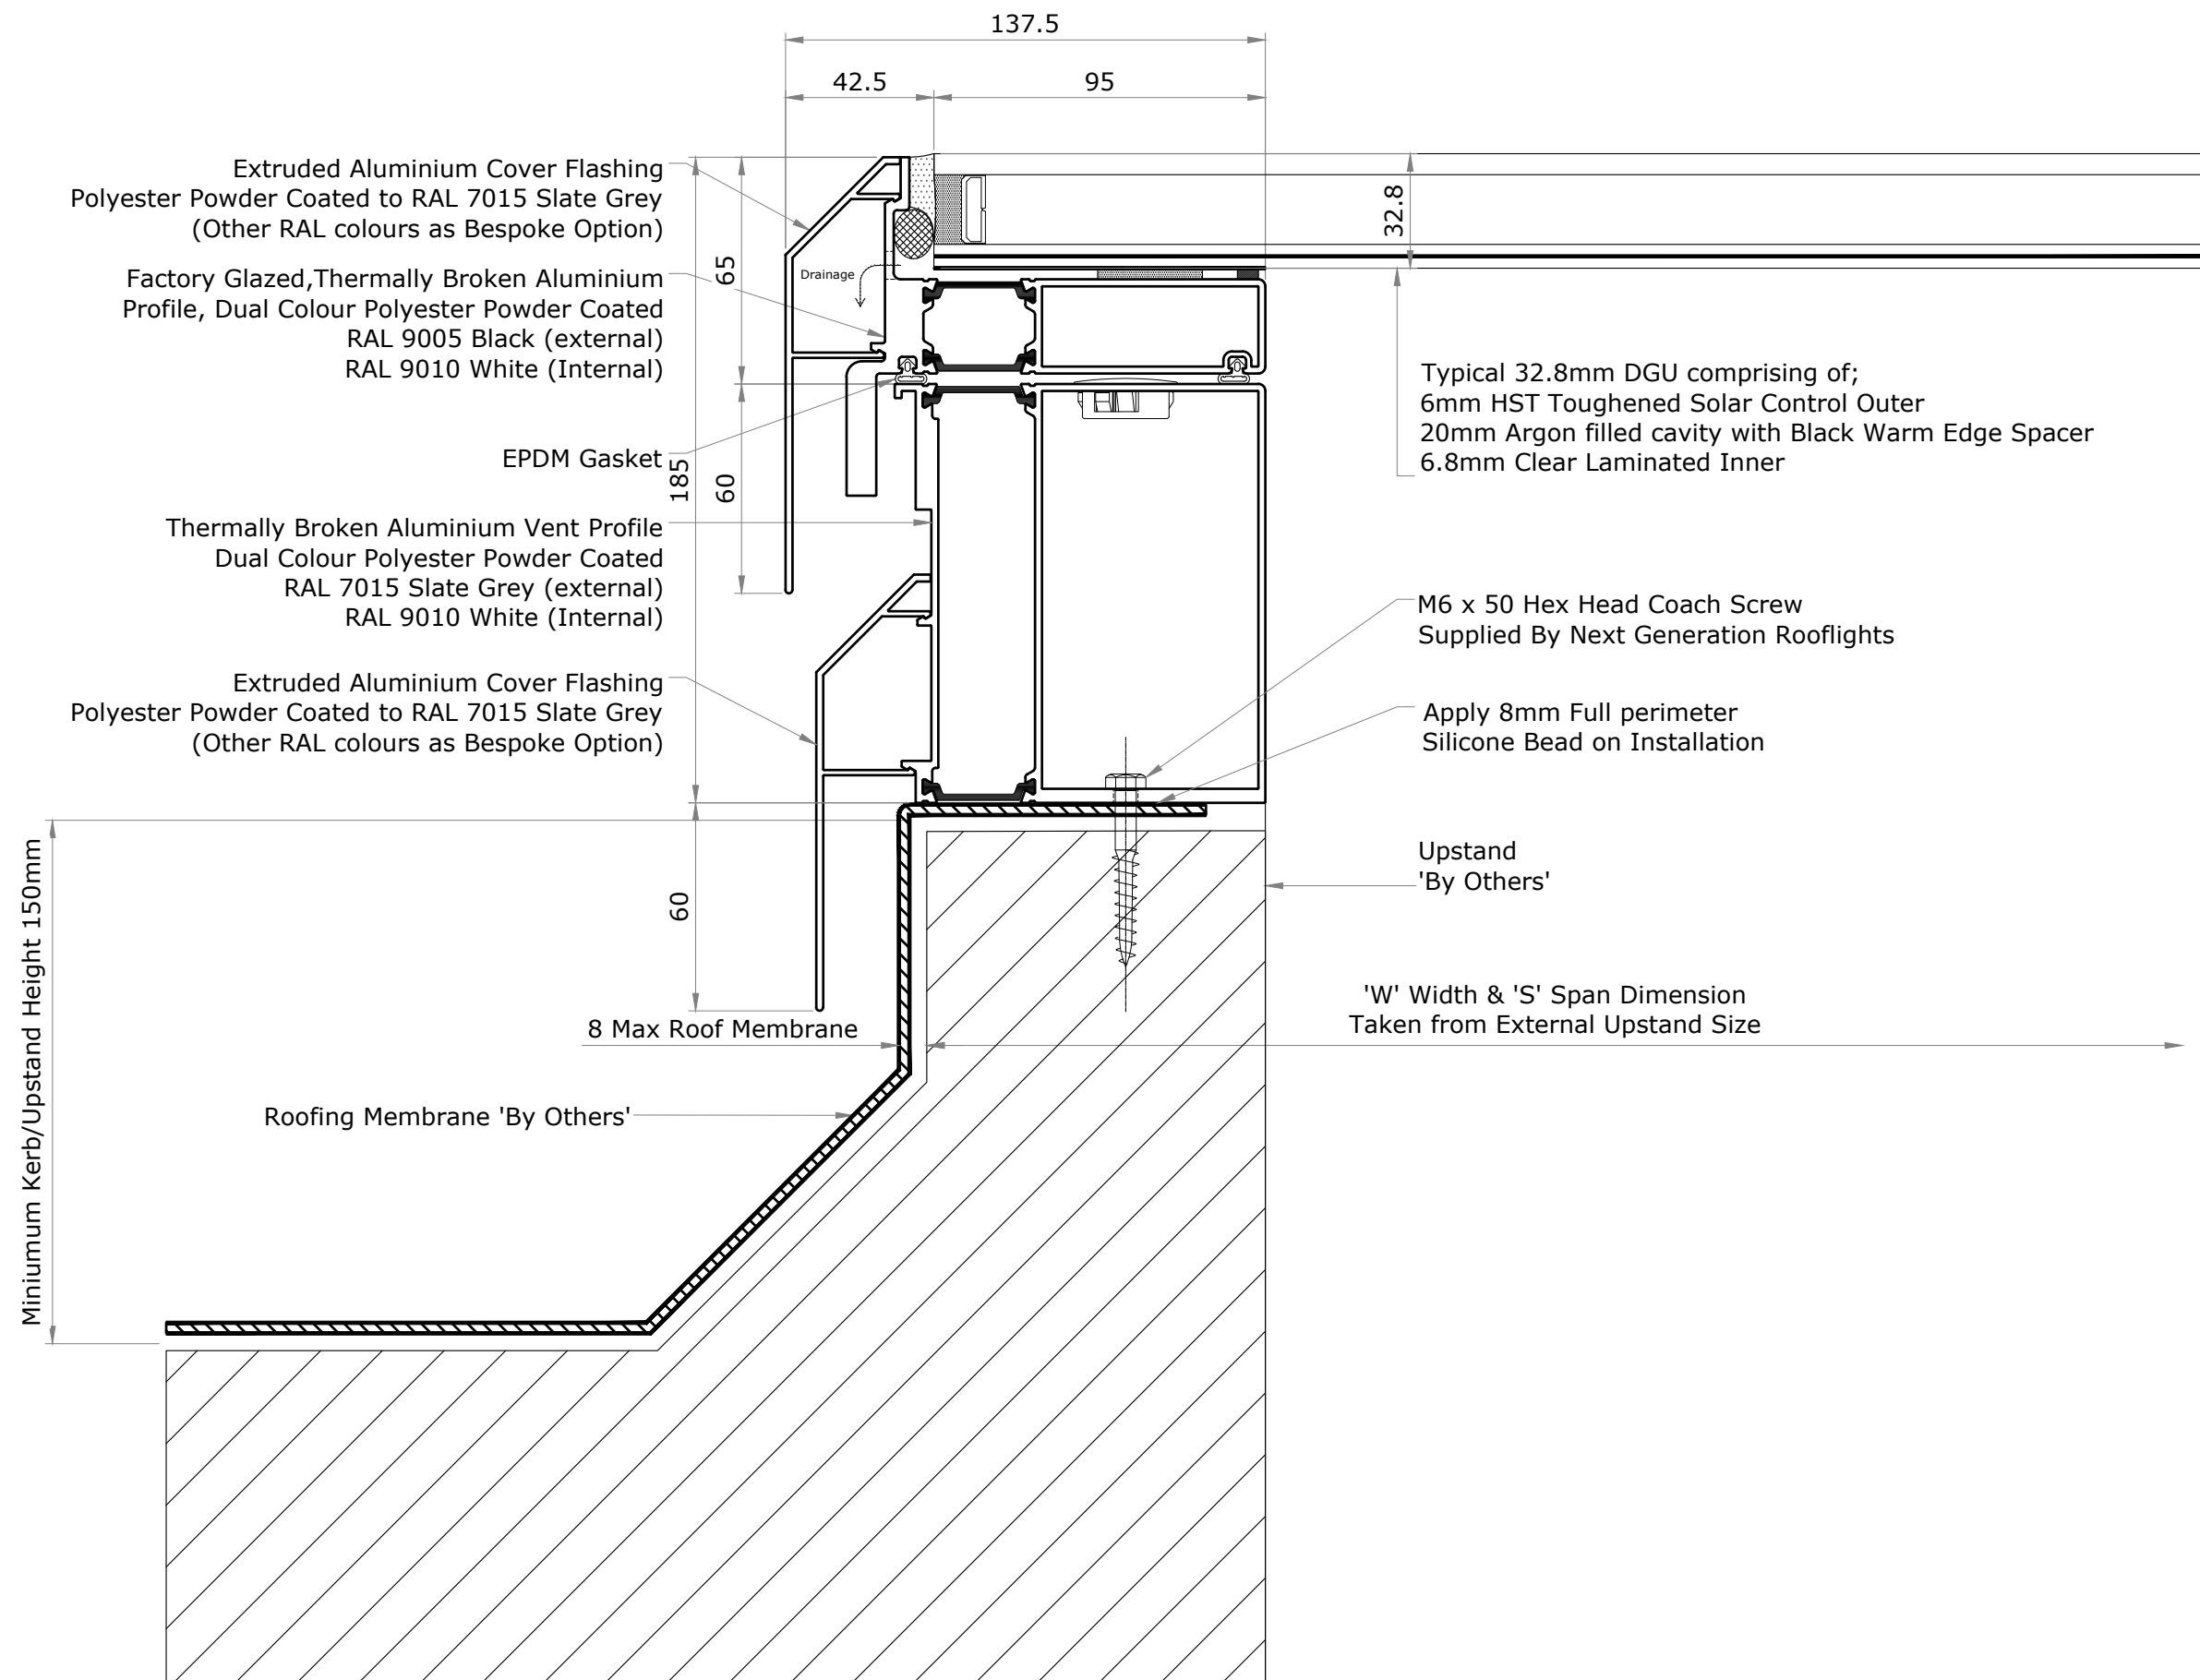 137.5
42.5
95
Extruded Aluminium Cover Flashing
Polyester Powder Coated to RAL 7015 Slate Grey
(Other RAL colours as Bespoke Option)
32.8
65
Factory Glazed,Thermally Broken Aluminium
Profile, Dual Colour Polyester Powder Coated
RAL 9005 Black (external)
RAL 9010 White (Internal)
Drainage
Typical 32.8mm DGU comprising of;
6mm HST Toughened Solar Control Outer
20mm Argon filled cavity with Black Warm Edge Spacer
6.8mm Clear Laminated Inner
EPDM Gasket
185
60
Thermally Broken Aluminium Vent Profile
Dual Colour Polyester Powder Coated
RAL 7015 Slate Grey (external)
RAL 9010 White (Internal)
M6 x 50 Hex Head Coach Screw
Supplied By Next Generation Rooflights
Extruded Aluminium Cover Flashing
Polyester Powder Coated to RAL 7015 Slate Grey
(Other RAL colours as Bespoke Option)
Apply 8mm Full perimeter
Silicone Bead on Installation
Upstand
'By Others'
60
Miniumum Kerb/Upstand Height 150mm
'W' Width & 'S' Span Dimension
Taken from External Upstand Size
8 Max Roof Membrane
Roofing Membrane 'By Others'